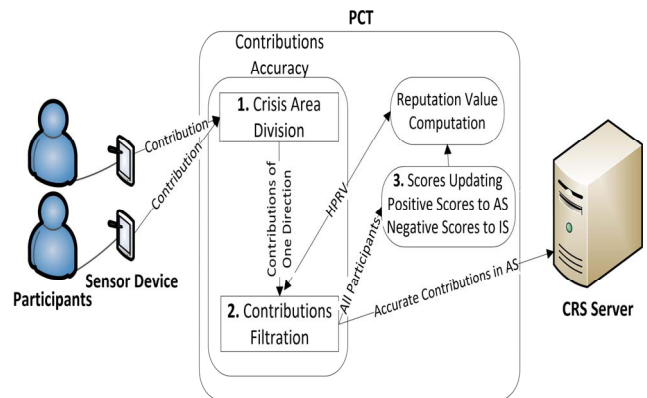 PCT
Contributions
Accuracy
1. Crisis Area
Division
Reputation Value
Computation
Contribution
Contribution
Contributions of
One Direction
HPRV
3. Scores Updating
Positive Scores to AS
Negative Scores to IS
All Participants
Sensor Device
Participants
2. Contributions
Filtration
Accurate Contributions in AS
CRS Server